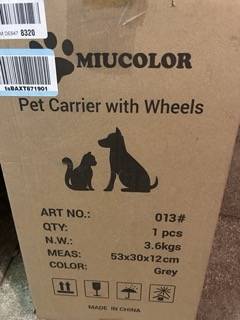 8320
1sBAXT871901
MIUCOLOR
Pet Carrier with Wheels
ART NO.: 013#
QTY: 1 pcs
N.W.: 3.6kgs
MEAS: 53x30x12cm
COLOR: Grey
MADE IN CHINA